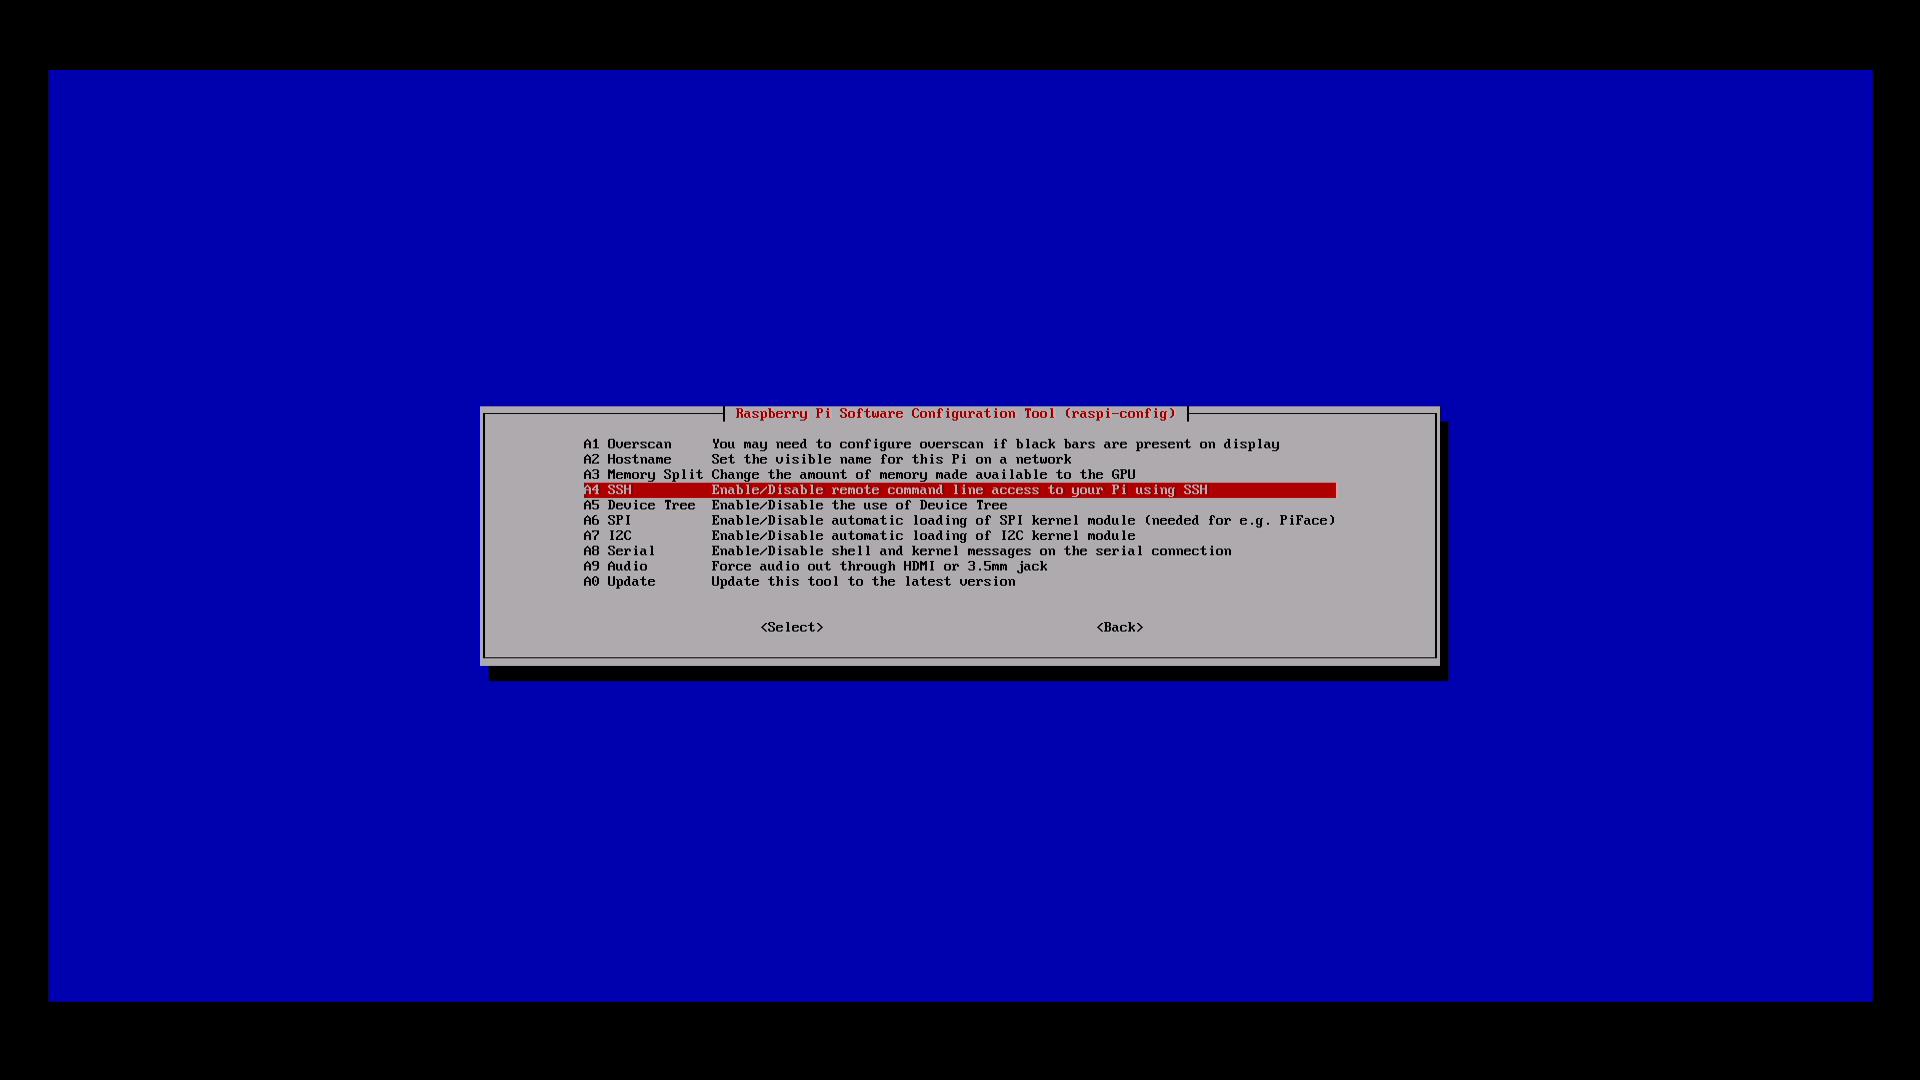 Raspberry Pi Software Configuration Tool (raspi-config)
A1 Overscan You may need to configure overscan if black bars are present on display
A2 Hostname Set the visible name for this Pi on a network
A3 Memory Split Change the amount of memory made available to the GPU
A4 SSH Enable/Disable remote command line access to your Pi using SSH
A5 Device Tree Enable/Disable the use of Device Tree
A6 SPI Enable/Disable automatic loading of SPI kernel module (needed for e.g. PiFace)
A7 I2C Enable/Disable automatic loading of I2C kernel module
A8 Serial Enable/Disable shell and kernel messages on the serial connection
A9 Audio Force audio out through HDMI or 3.5mm jack
A0 Update Update this tool to the latest version
<Select> <Back>